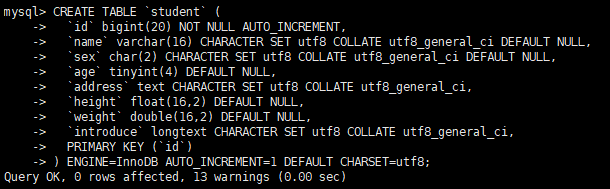 mysql> CREATE TABLE `student` (
    ->   `id` bigint(20) NOT NULL AUTO_INCREMENT,
    ->   `name` varchar(16) CHARACTER SET utf8 COLLATE utf8_general_ci DEFAULT NULL,
    ->   `sex` char(2) CHARACTER SET utf8 COLLATE utf8_general_ci DEFAULT NULL,
    ->   `age` tinyint(4) DEFAULT NULL,
    ->   `address` text CHARACTER SET utf8 COLLATE utf8_general_ci,
    ->   `height` float(16,2) DEFAULT NULL,
    ->   `weight` double(16,2) DEFAULT NULL,
    ->   `introduce` longtext CHARACTER SET utf8 COLLATE utf8_general_ci,
    ->   PRIMARY KEY (`id`)
    -> ) ENGINE=InnoDB AUTO_INCREMENT=1 DEFAULT CHARSET=utf8;
Query OK, 0 rows affected, 13 warnings (0.00 sec)